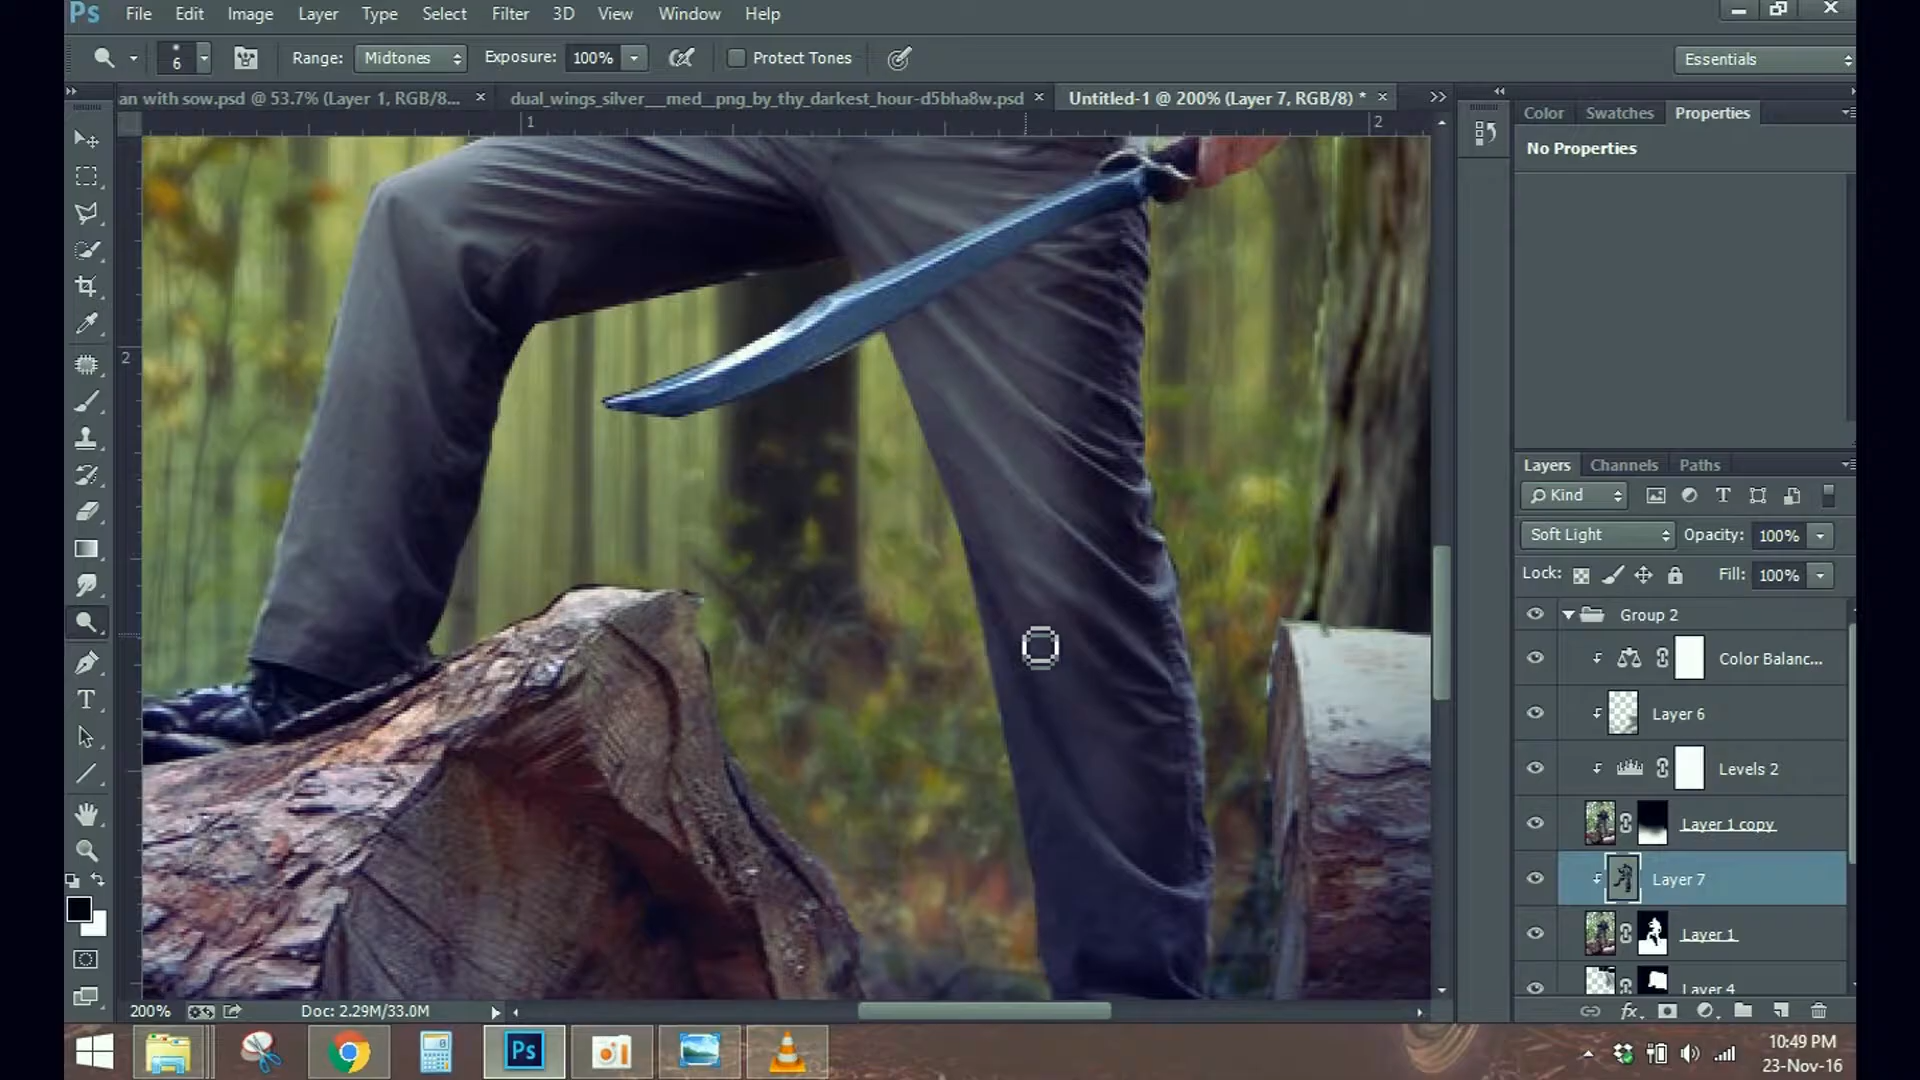 Ps File Edit Image Layer Type Select Filter 3D View Window Help
6 Range: Midtones Exposure: 100% Protect Tones Essentials
an with sow.psd @ 53.7% (Layer 1, RGB/8... × dual_wings_silver__med__png_by_thy_darkest_hour-d5bha8w.psd × Untitled-1 @ 200% (Layer 7, RGB/8) * ×
1 2
2
Color Swatches Properties
No Properties
Layers Channels Paths
Kind
Soft Light Opacity: 100%
Lock: Fill: 100%
Group 2
Color Balanc...
Layer 6
Levels 2
Layer 1 copy
Layer 7
Layer 1
Layer 4
200% Doc: 2.29M/33.0M
Ps
10:49 PM
23-Nov-16